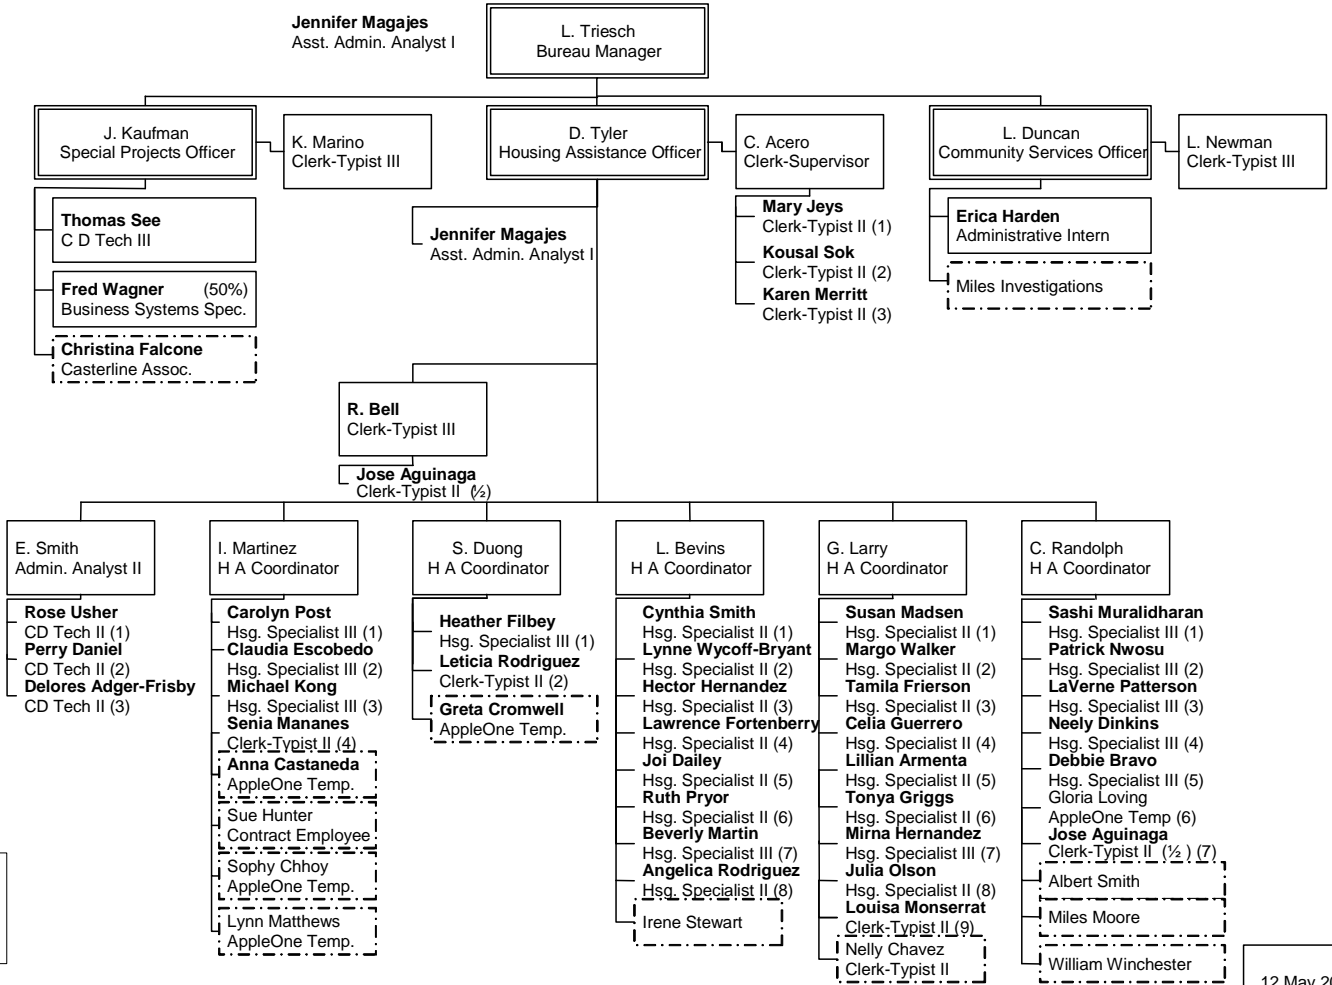 Jennifer Magajes
Asst. Admin. Analyst I
L. Triesch
Bureau Manager
J. Kaufman
Special Projects Officer
K. Marino
Clerk-Typist III
D. Tyler
Housing Assistance Officer
C. Acero
Clerk-Supervisor
L. Duncan
Community Services Officer
L. Newman
Clerk-Typist III
Thomas See
C D Tech III
Fred Wagner (50%)
Business Systems Spec.
Christina Falcone
Casterline Assoc.
Jennifer Magajes
Asst. Admin. Analyst I
Mary Jeys
Clerk-Typist II (1)
Kousal Sok
Clerk-Typist II (2)
Karen Merritt
Clerk-Typist II (3)
Erica Harden
Administrative Intern
Miles Investigations
R. Bell
Clerk-Typist III
Jose Aguinaga
Clerk-Typist II (½)
E. Smith
Admin. Analyst II
Rose Usher
CD Tech II (1)
Perry Daniel
CD Tech II (2)
Delores Adger-Frisby
CD Tech II (3)
I. Martinez
H A Coordinator
Carolyn Post
Hsg. Specialist III (1)
Claudia Escobedo
Hsg. Specialist III (2)
Michael Kong
Hsg. Specialist III (3)
Senia Mananes
Clerk-Typist II (4)
Anna Castaneda
AppleOne Temp.
Sue Hunter
Contract Employee
Sophy Chhoy
AppleOne Temp.
Lynn Matthews
AppleOne Temp.
S. Duong
H A Coordinator
Heather Filbey
Hsg. Specialist III (1)
Leticia Rodriguez
Clerk-Typist II (2)
Greta Cromwell
AppleOne Temp.
L. Bevins
H A Coordinator
Cynthia Smith
Hsg. Specialist II (1)
Lynne Wycoff-Bryant
Hsg. Specialist II (2)
Hector Hernandez
Hsg. Specialist II (3)
Lawrence Fortenberry
Hsg. Specialist II (4)
Joi Dailey
Hsg. Specialist II (5)
Ruth Pryor
Hsg. Specialist II (6)
Beverly Martin
Hsg. Specialist III (7)
Angelica Rodriguez
Hsg. Specialist II (8)
Irene Stewart
G. Larry
H A Coordinator
Susan Madsen
Hsg. Specialist II (1)
Margo Walker
Hsg. Specialist II (2)
Tamila Frierson
Hsg. Specialist II (3)
Celia Guerrero
Hsg. Specialist II (4)
Lillian Armenta
Hsg. Specialist II (5)
Tonya Griggs
Hsg. Specialist II (6)
Mirna Hernandez
Hsg. Specialist III (7)
Julia Olson
Hsg. Specialist II (8)
Louisa Monserrat
Clerk-Typist II (9)
Nelly Chavez
Clerk-Typist II
C. Randolph
H A Coordinator
Sashi Muralidharan
Hsg. Specialist III (1)
Patrick Nwosu
Hsg. Specialist III (2)
LaVerne Patterson
Hsg. Specialist III (3)
Neely Dinkins
Hsg. Specialist III (4)
Debbie Bravo
Hsg. Specialist III (5)
Gloria Loving
AppleOne Temp (6)
Jose Aguinaga
Clerk-Typist II (½ ) (7)
Albert Smith
Miles Moore
William Winchester
12 May